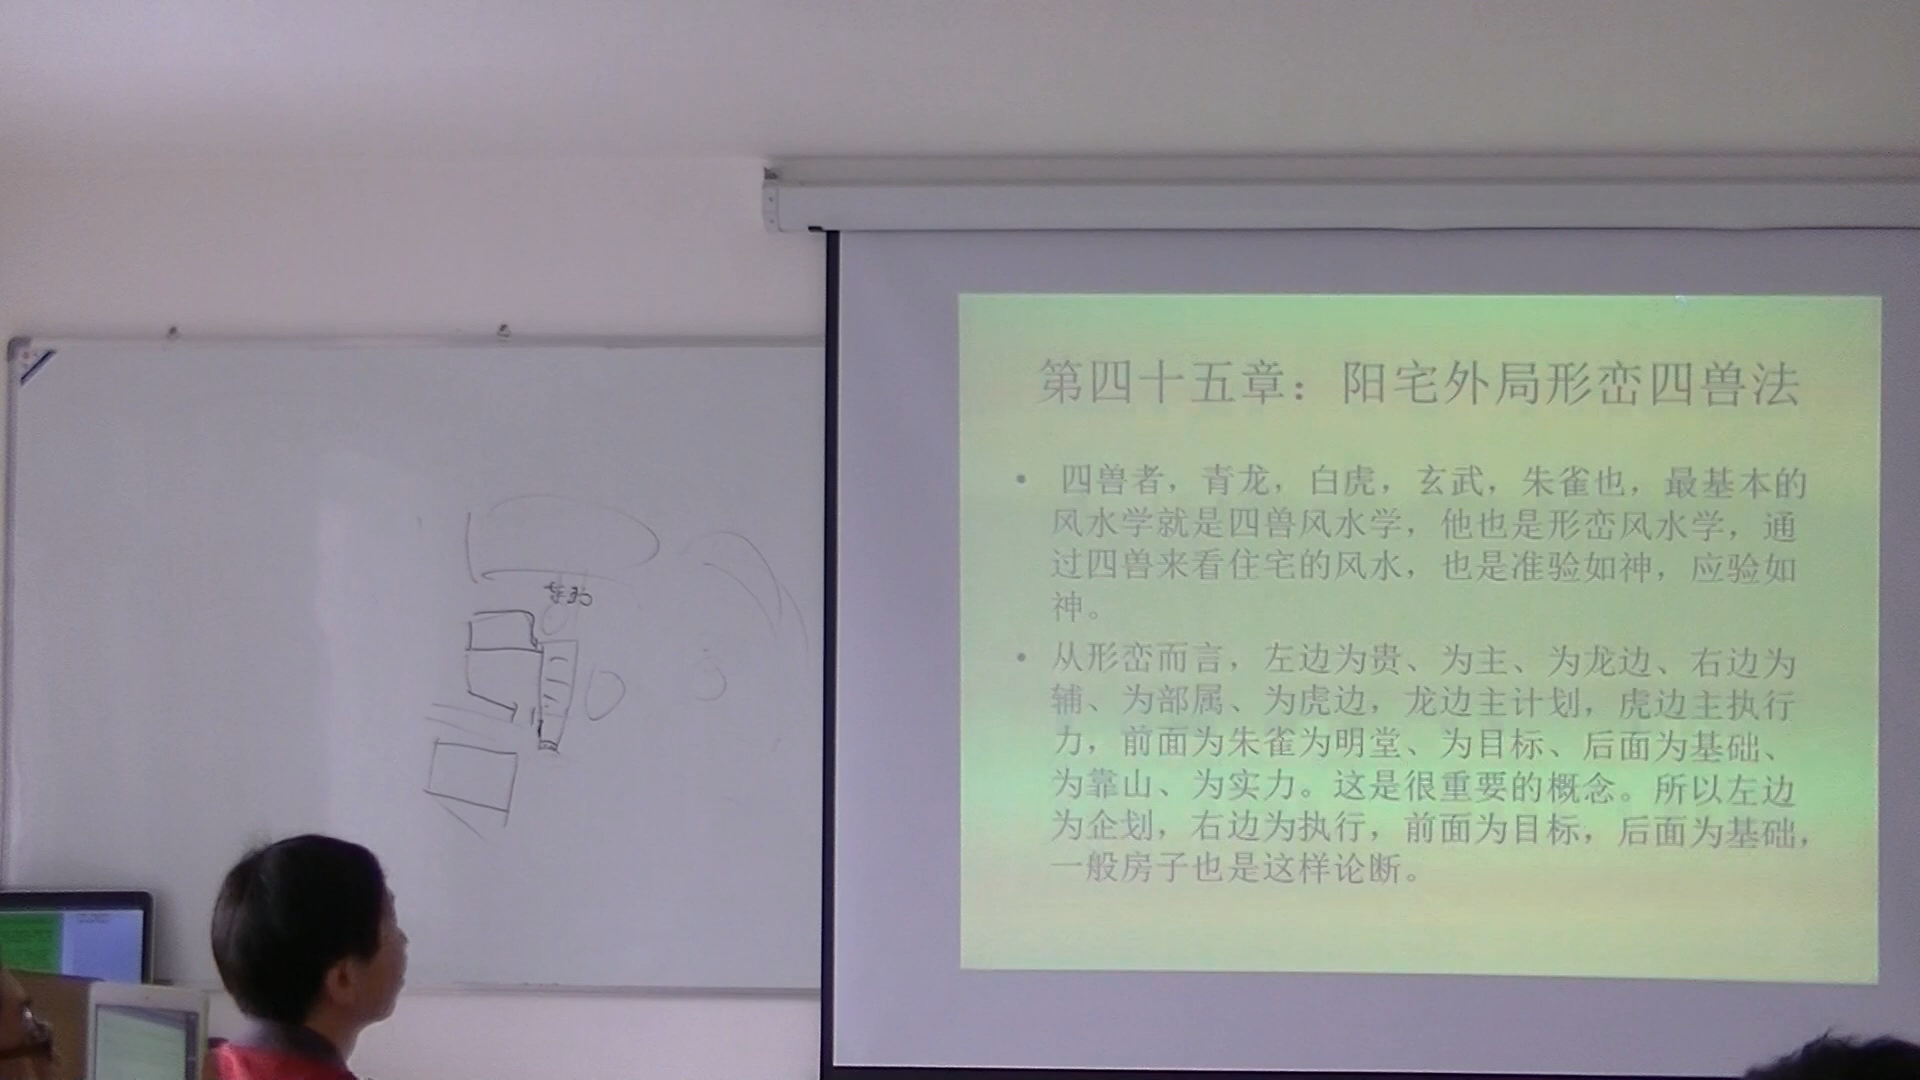 第四十五章：阳宅外局形峦四兽法
• 四兽者，青龙，白虎，玄武，朱雀也，最基本的
风水学就是四兽风水学，他也是形峦风水学，通
过四兽来看住宅的风水，也是准验如神，应验如
神。
• 从形峦而言，左边为贵、为主、为龙边、右边为
辅、为部属、为虎边，龙边主计划，虎边主执行
力，前面为朱雀为明堂、为目标、后面为基础、
为靠山、为实力。这是很重要的概念。所以左边
为企划，右边为执行，前面为目标，后面为基础，
一般房子也是这样论断。